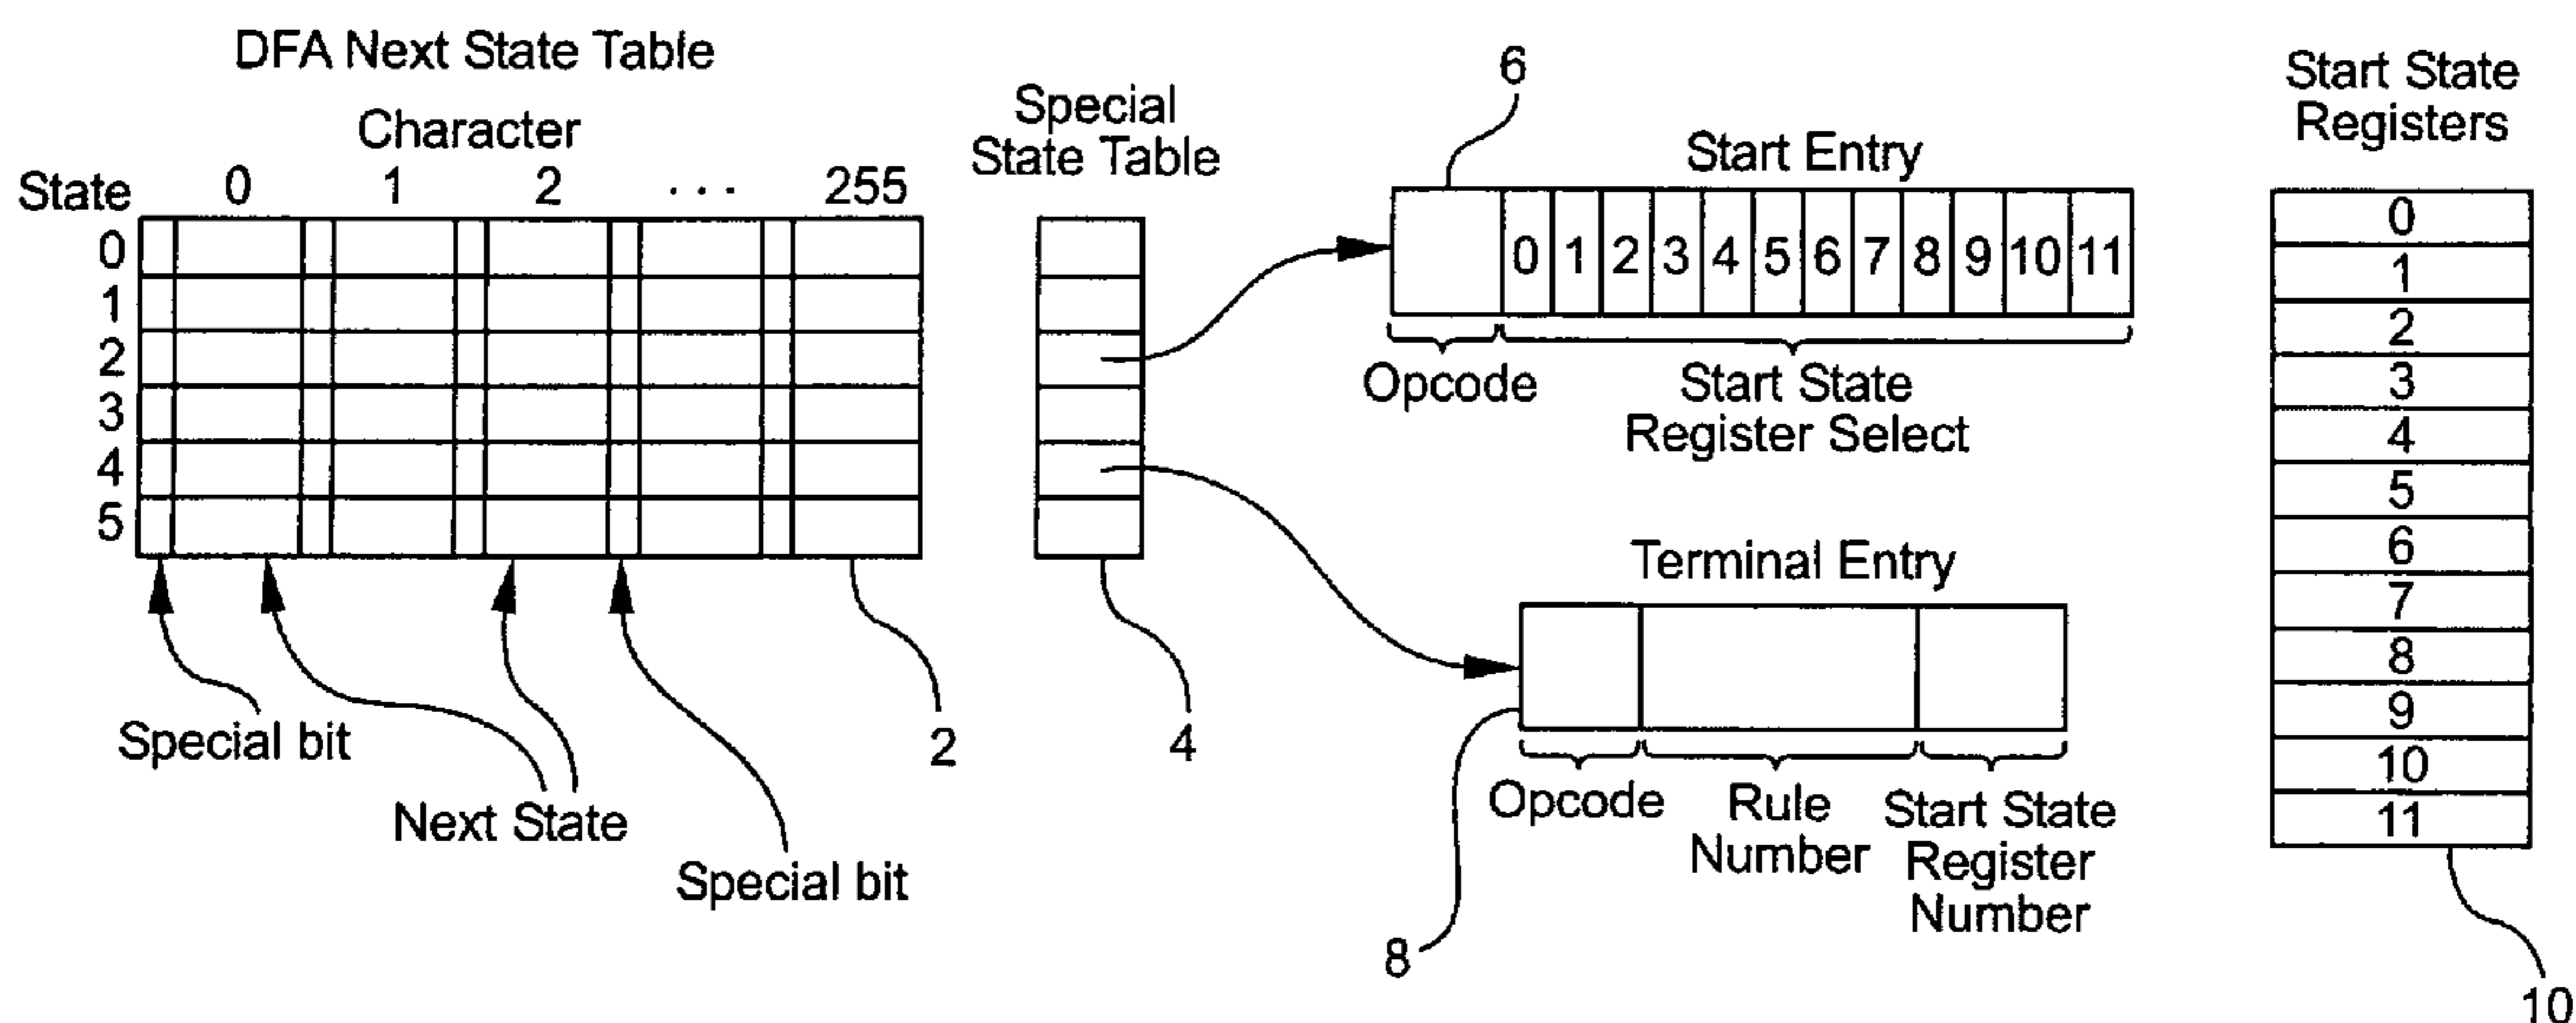 DFA Next State Table
Character
State 0 1 2 ... 255
0
1
2
3
4
5
Special bit
Next State
Special bit
2
Special
State Table
4
6
Start Entry
0 1 2 3 4 5 6 7 8 9 10 11
Opcode
Start State
Register Select
Terminal Entry
8
Opcode
Rule
Number
Start State
Register
Number
Start State
Registers
0
1
2
3
4
5
6
7
8
9
10
11
10